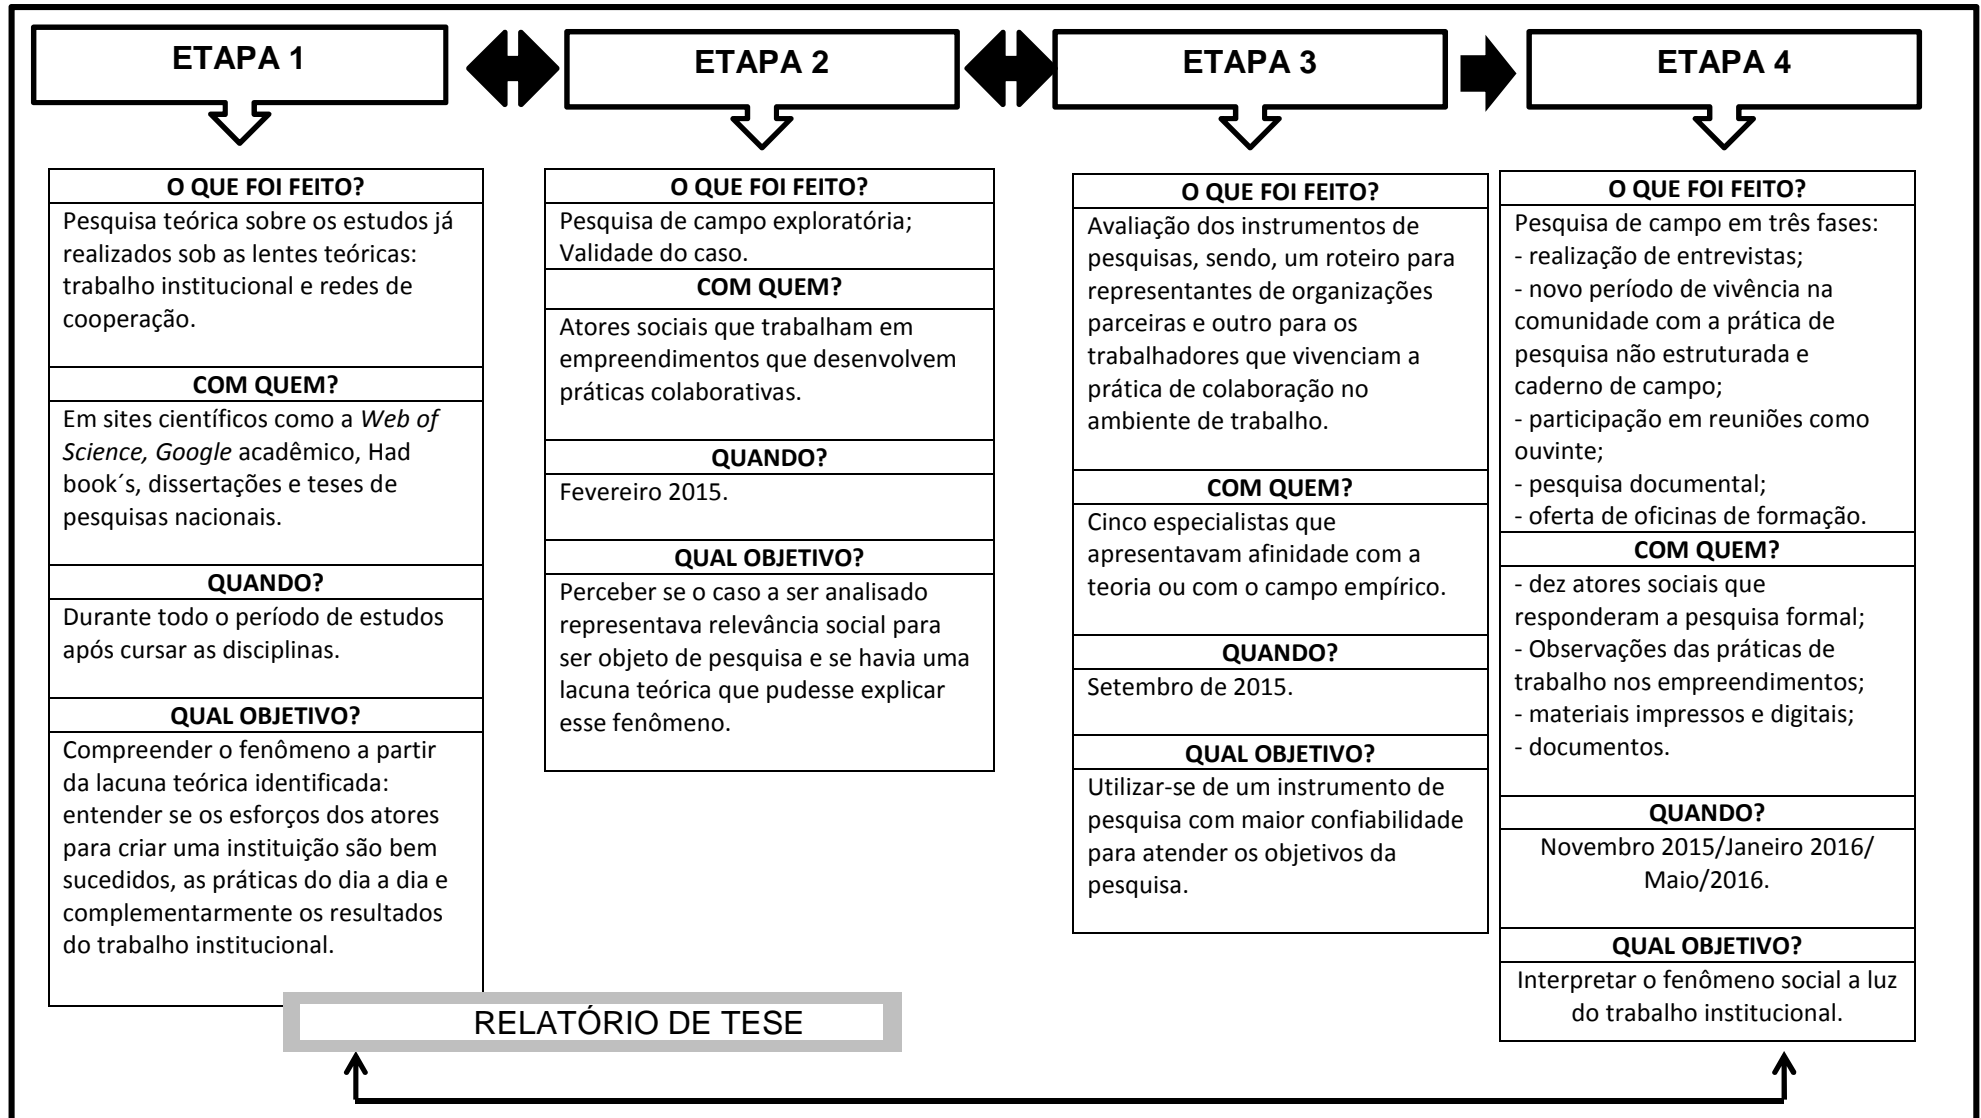 ETAPA 1
ETAPA 2
ETAPA 3
ETAPA 4
O QUE FOI FEITO?
Pesquisa teórica sobre os estudos já
realizados sob as lentes teóricas:
trabalho institucional e redes de
cooperação.
COM QUEM?
Em sites científicos como a Web of
Science, Google acadêmico, Had
book´s, dissertações e teses de
pesquisas nacionais.
QUANDO?
Durante todo o período de estudos
após cursar as disciplinas.
QUAL OBJETIVO?
Compreender o fenômeno a partir
da lacuna teórica identificada:
entender se os esforços dos atores
para criar uma instituição são bem
sucedidos, as práticas do dia a dia e
complementarmente os resultados
do trabalho institucional.
O QUE FOI FEITO?
Pesquisa de campo exploratória;
Validade do caso.
COM QUEM?
Atores sociais que trabalham em
empreendimentos que desenvolvem
práticas colaborativas.
QUANDO?
Fevereiro 2015.
QUAL OBJETIVO?
Perceber se o caso a ser analisado
representava relevância social para
ser objeto de pesquisa e se havia uma
lacuna teórica que pudesse explicar
esse fenômeno.
O QUE FOI FEITO?
Avaliação dos instrumentos de
pesquisas, sendo, um roteiro para
representantes de organizações
parceiras e outro para os
trabalhadores que vivenciam a
prática de colaboração no
ambiente de trabalho.
COM QUEM?
Cinco especialistas que
apresentavam afinidade com a
teoria ou com o campo empírico.
QUANDO?
Setembro de 2015.
QUAL OBJETIVO?
Utilizar-se de um instrumento de
pesquisa com maior confiabilidade
para atender os objetivos da
pesquisa.
O QUE FOI FEITO?
Pesquisa de campo em três fases:
- realização de entrevistas;
- novo período de vivência na
comunidade com a prática de
pesquisa não estruturada e
caderno de campo;
- participação em reuniões como
ouvinte;
- pesquisa documental;
- oferta de oficinas de formação.
COM QUEM?
- dez atores sociais que
responderam a pesquisa formal;
- Observações das práticas de
trabalho nos empreendimentos;
- materiais impressos e digitais;
- documentos.
QUANDO?
Novembro 2015/Janeiro 2016/
Maio/2016.
QUAL OBJETIVO?
Interpretar o fenômeno social a luz
do trabalho institucional.
RELATÓRIO DE TESE